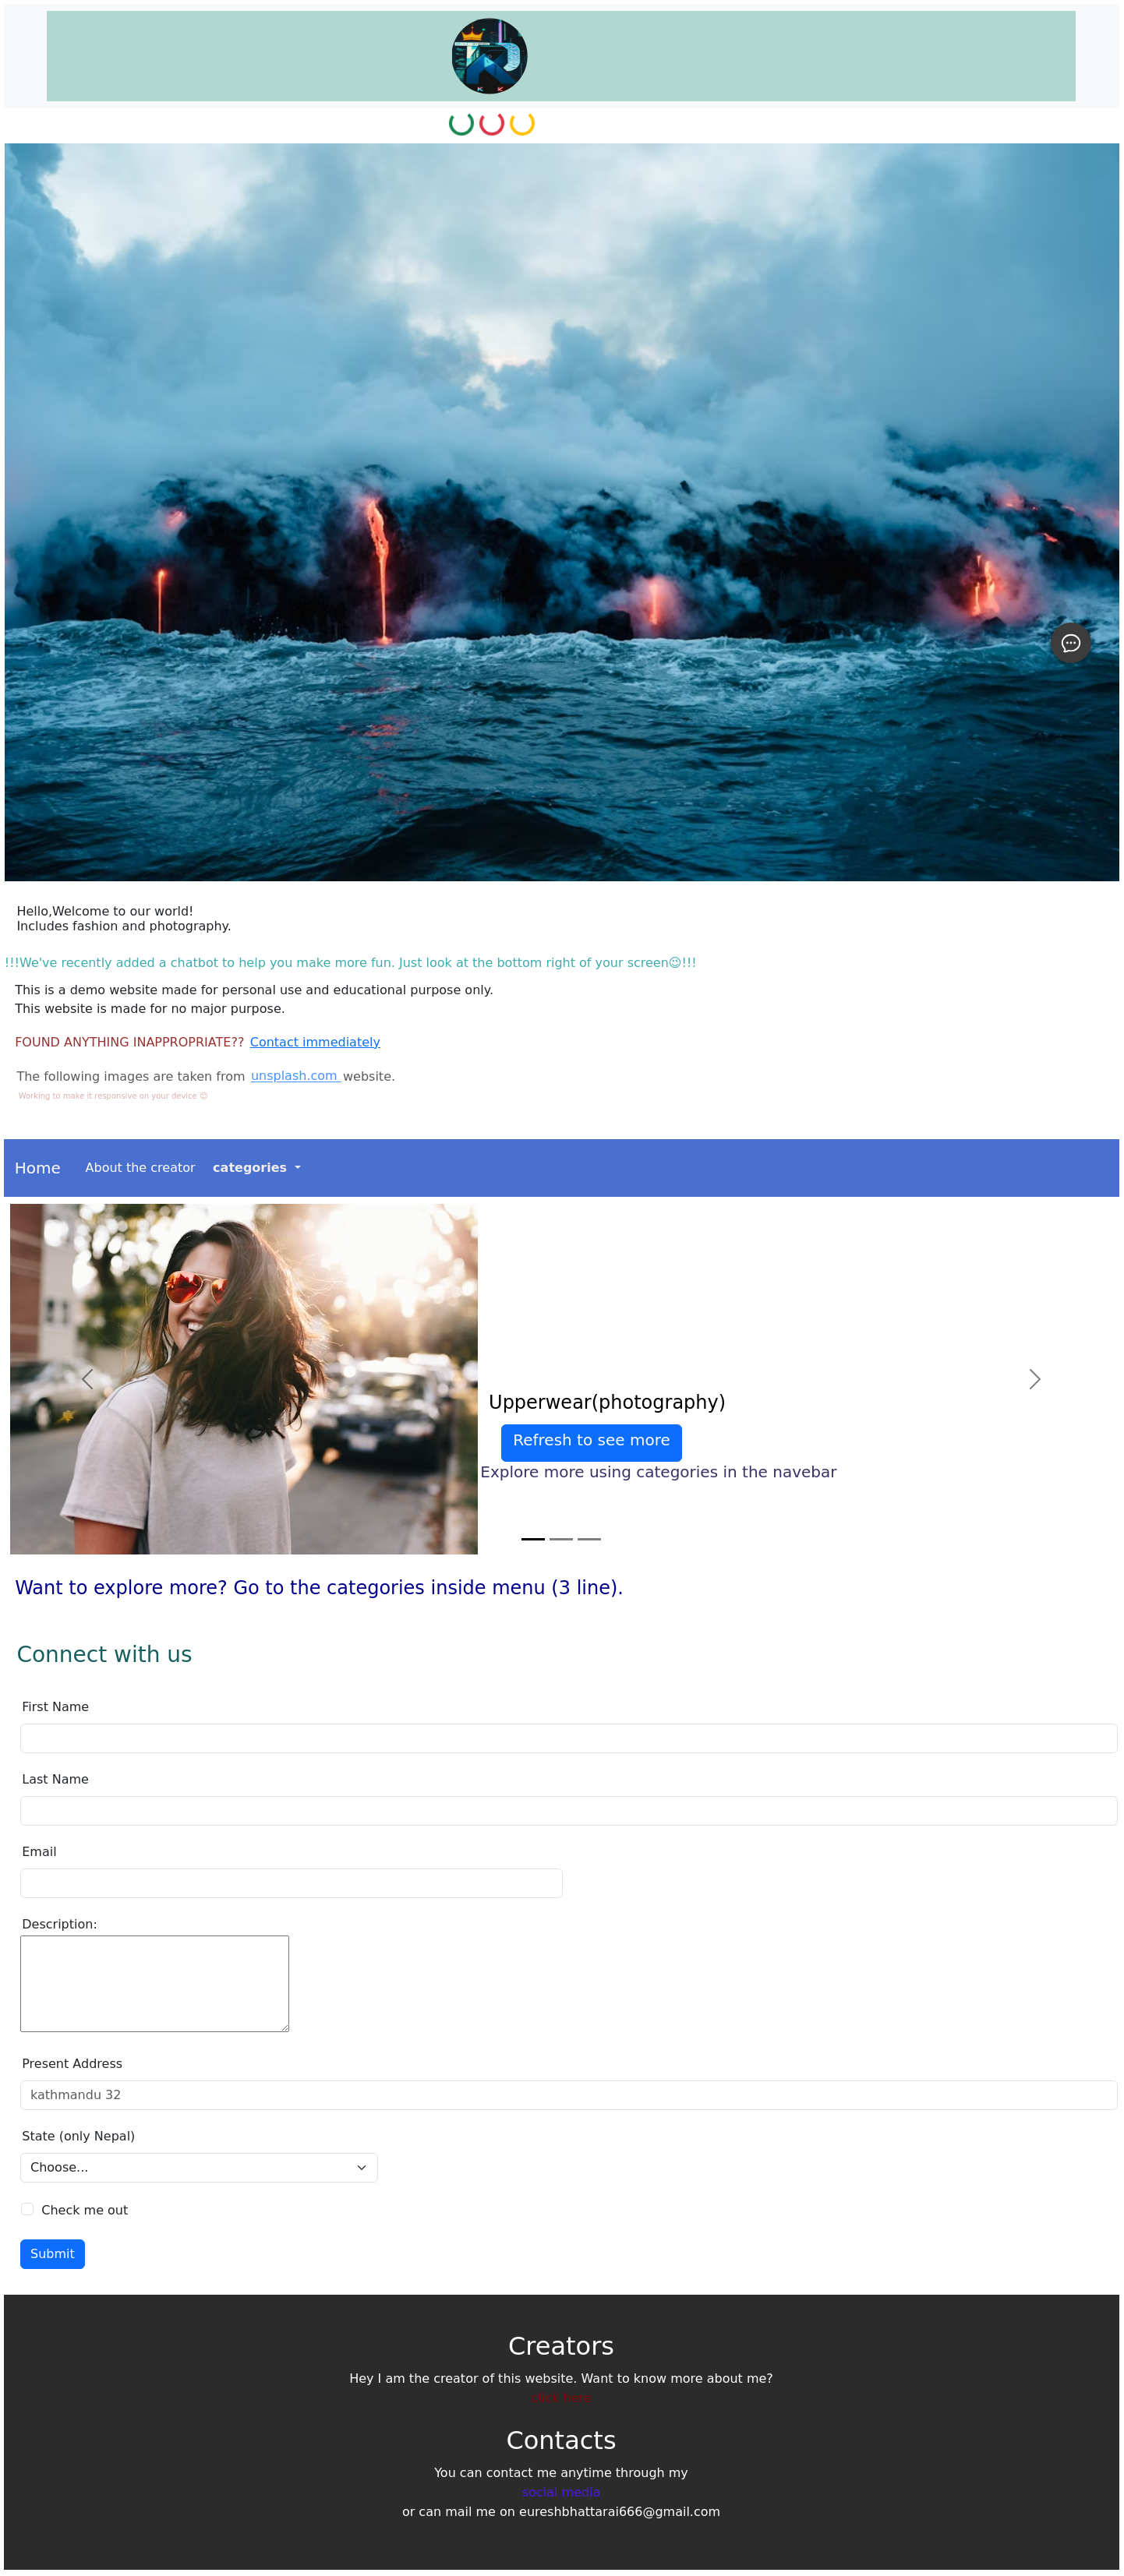 Hello,Welcome to our world!
Includes fashion and photography.
!!!We've recently added a chatbot to help you make more fun. Just look at the bottom right of your screen😉!!!
This is a demo website made for personal use and educational purpose only.
This website is made for no major purpose.
FOUND ANYTHING INAPPROPRIATE?? Contact immediately
The following images are taken from unsplash.com website.
Working to make it responsive on your device 😊
Home About the creator categories
Upperwear(photography)
Refresh to see more
Explore more using categories in the navebar
Want to explore more? Go to the categories inside menu (3 line).
Connect with us
First Name
Last Name
Email
Description:
Present Address
kathmandu 32
State (only Nepal)
Choose...
Check me out
Submit
Creators
Hey I am the creator of this website. Want to know more about me?
Contacts
You can contact me anytime through my
social media
or can mail me on eureshbhattarai666@gmail.com